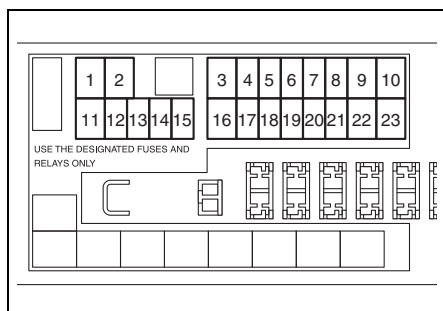 1 2 3 4 5 6 7 8 9 10
11 12 13 14 15 16 17 18 19 20 21 22 23
USE THE DESIGNATED FUSES AND
RELAYS ONLY